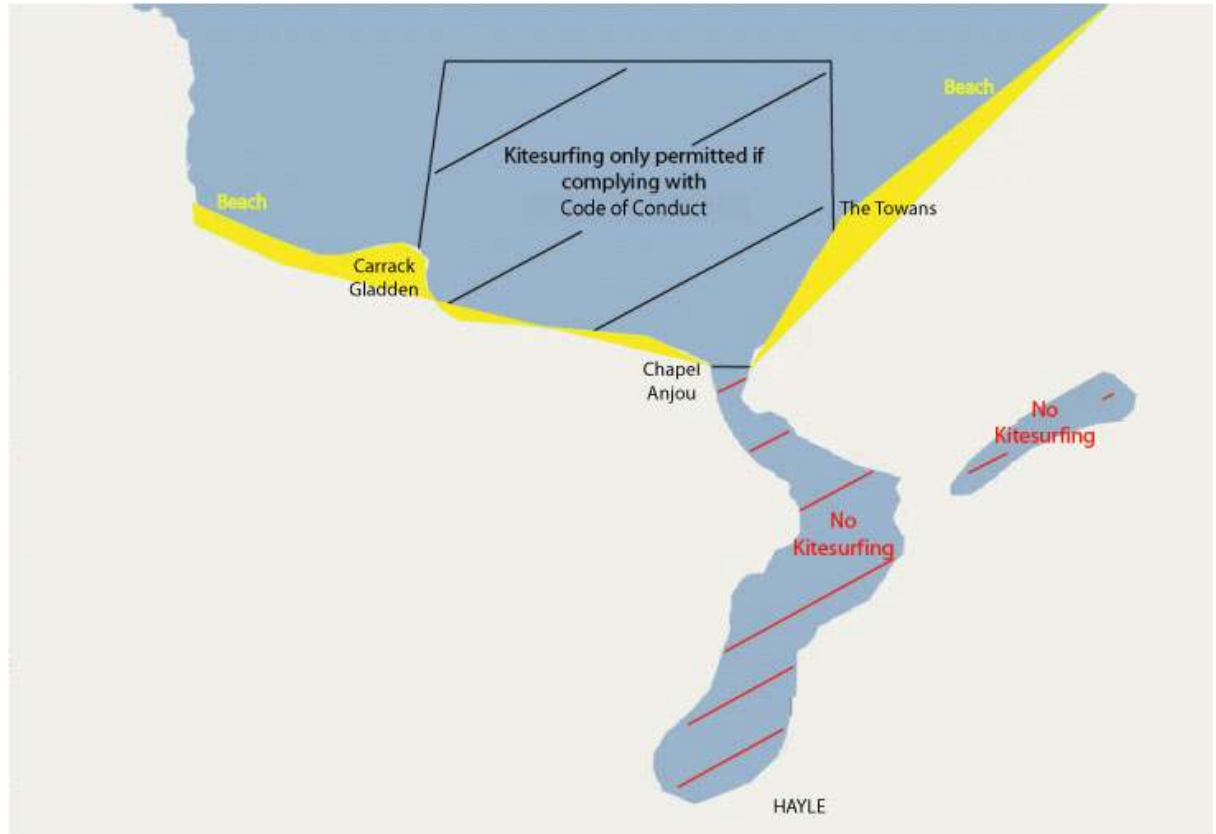 Beach
Kitesurfing only permitted if
complying with
Code of Conduct
Beach
The Towans
Carrack
Gladden
Chapel
Anjou
No
Kitesurfing
No
Kitesurfing
HAYLE